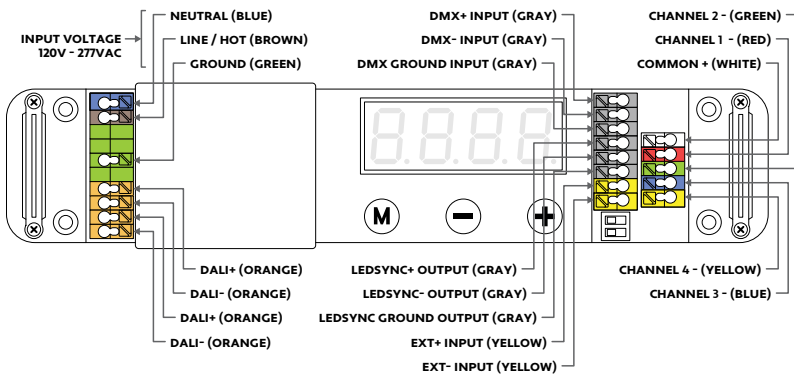 NEUTRAL (BLUE)
INPUT VOLTAGE
120V - 277VAC
LINE / HOT (BROWN)
GROUND (GREEN)
DMX+ INPUT (GRAY)
DMX- INPUT (GRAY)
DMX GROUND INPUT (GRAY)
CHANNEL 2 - (GREEN)
CHANNEL 1 - (RED)
COMMON + (WHITE)
8.8.8.8.
M
DALI+ (ORANGE)
DALI- (ORANGE)
DALI+ (ORANGE)
DALI- (ORANGE)
LEDSYNC+ OUTPUT (GRAY)
LEDSYNC- OUTPUT (GRAY)
LEDSYNC GROUND OUTPUT (GRAY)
EXT+ INPUT (YELLOW)
EXT- INPUT (YELLOW)
CHANNEL 4 - (YELLOW)
CHANNEL 3 - (BLUE)